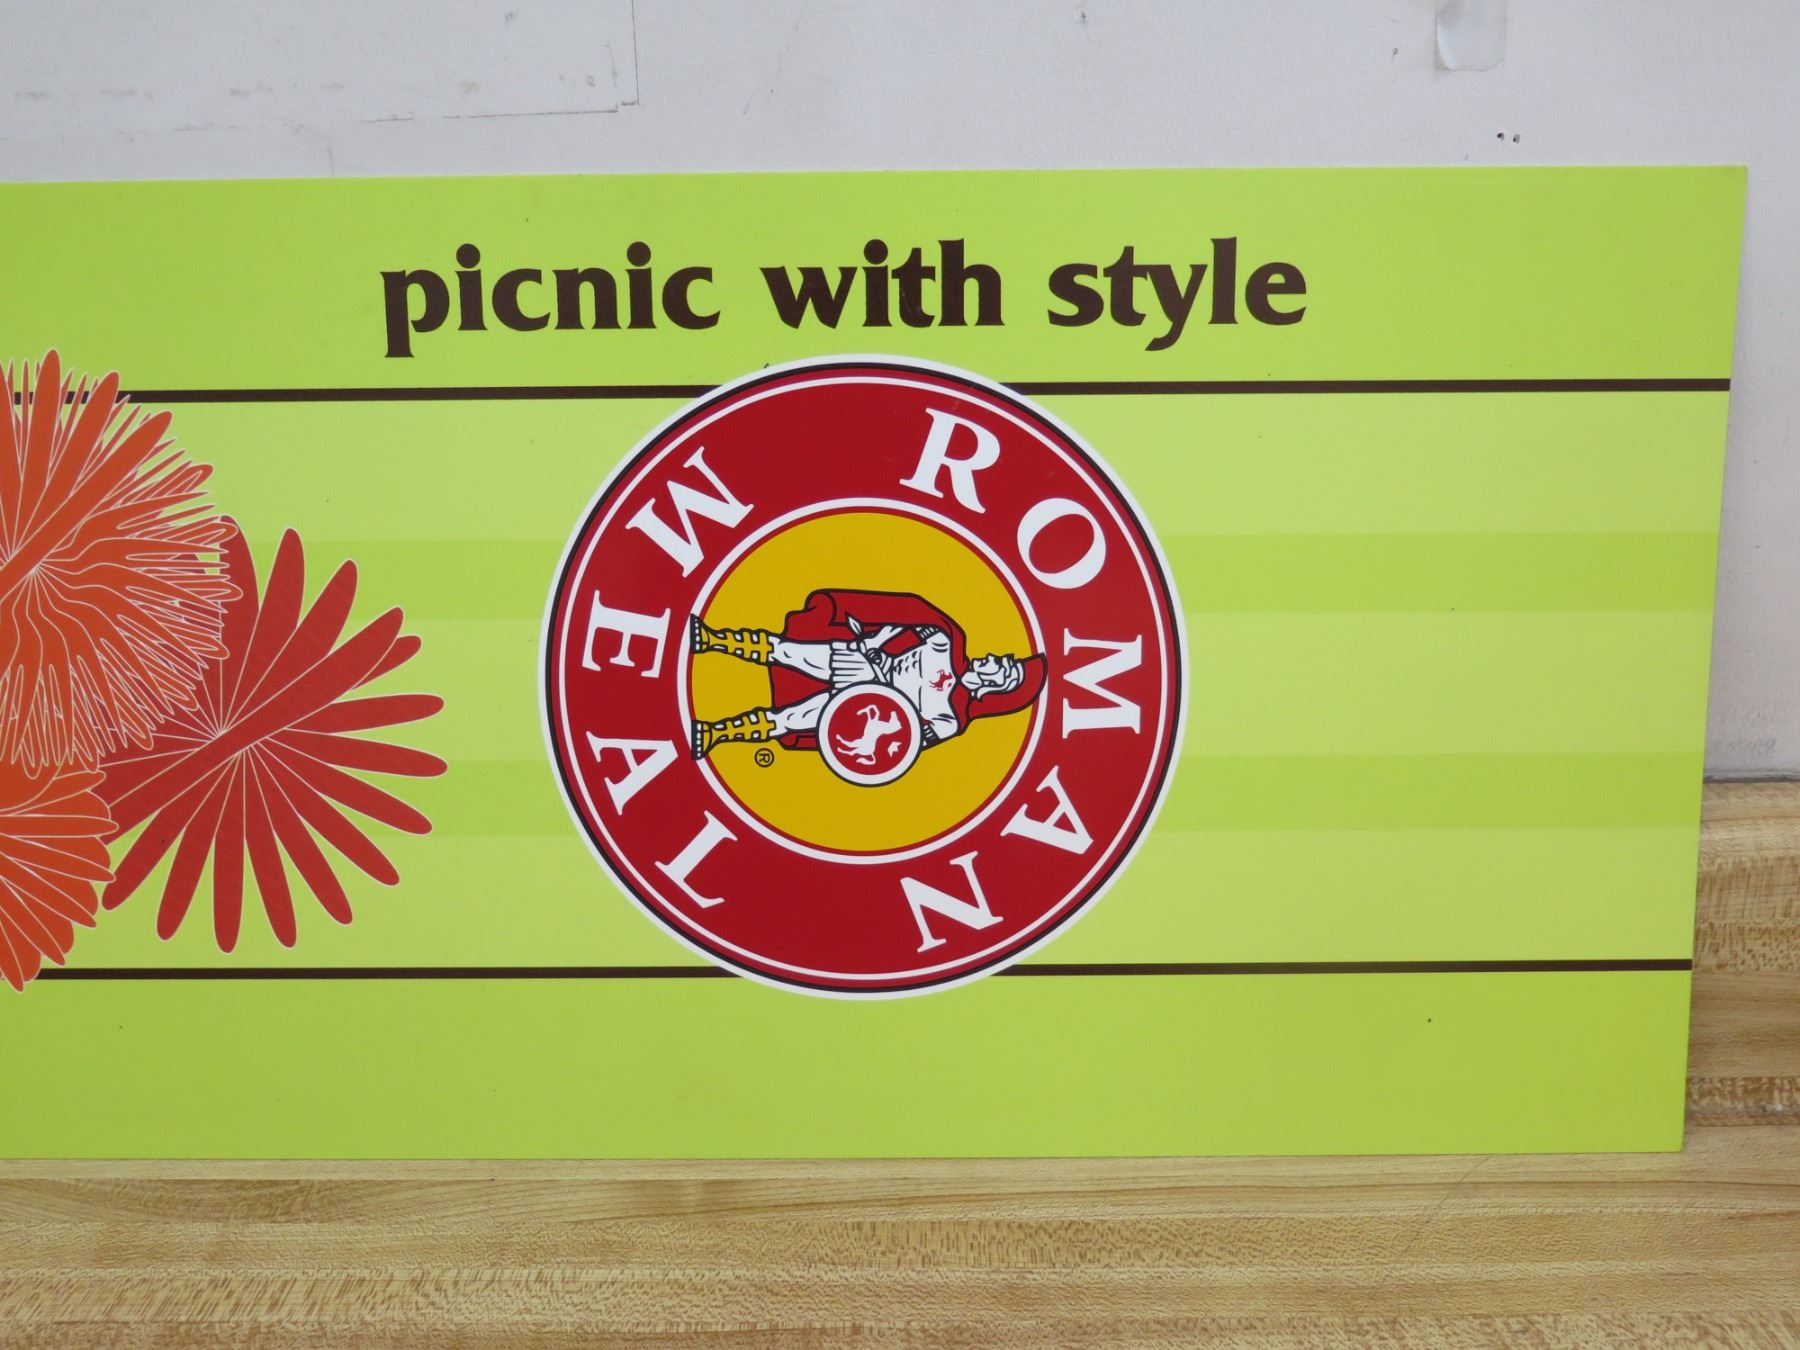 picnic with style
ROMAN
MEAL
®